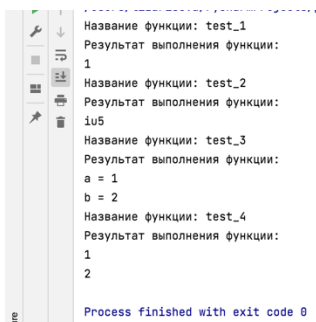 Название функции: test_1
Результат выполнения функции:
1
Название функции: test_2
Результат выполнения функции:
iu5
Название функции: test_3
Результат выполнения функции:
a = 1
b = 2
Название функции: test_4
Результат выполнения функции:
1
2
Process finished with exit code 0